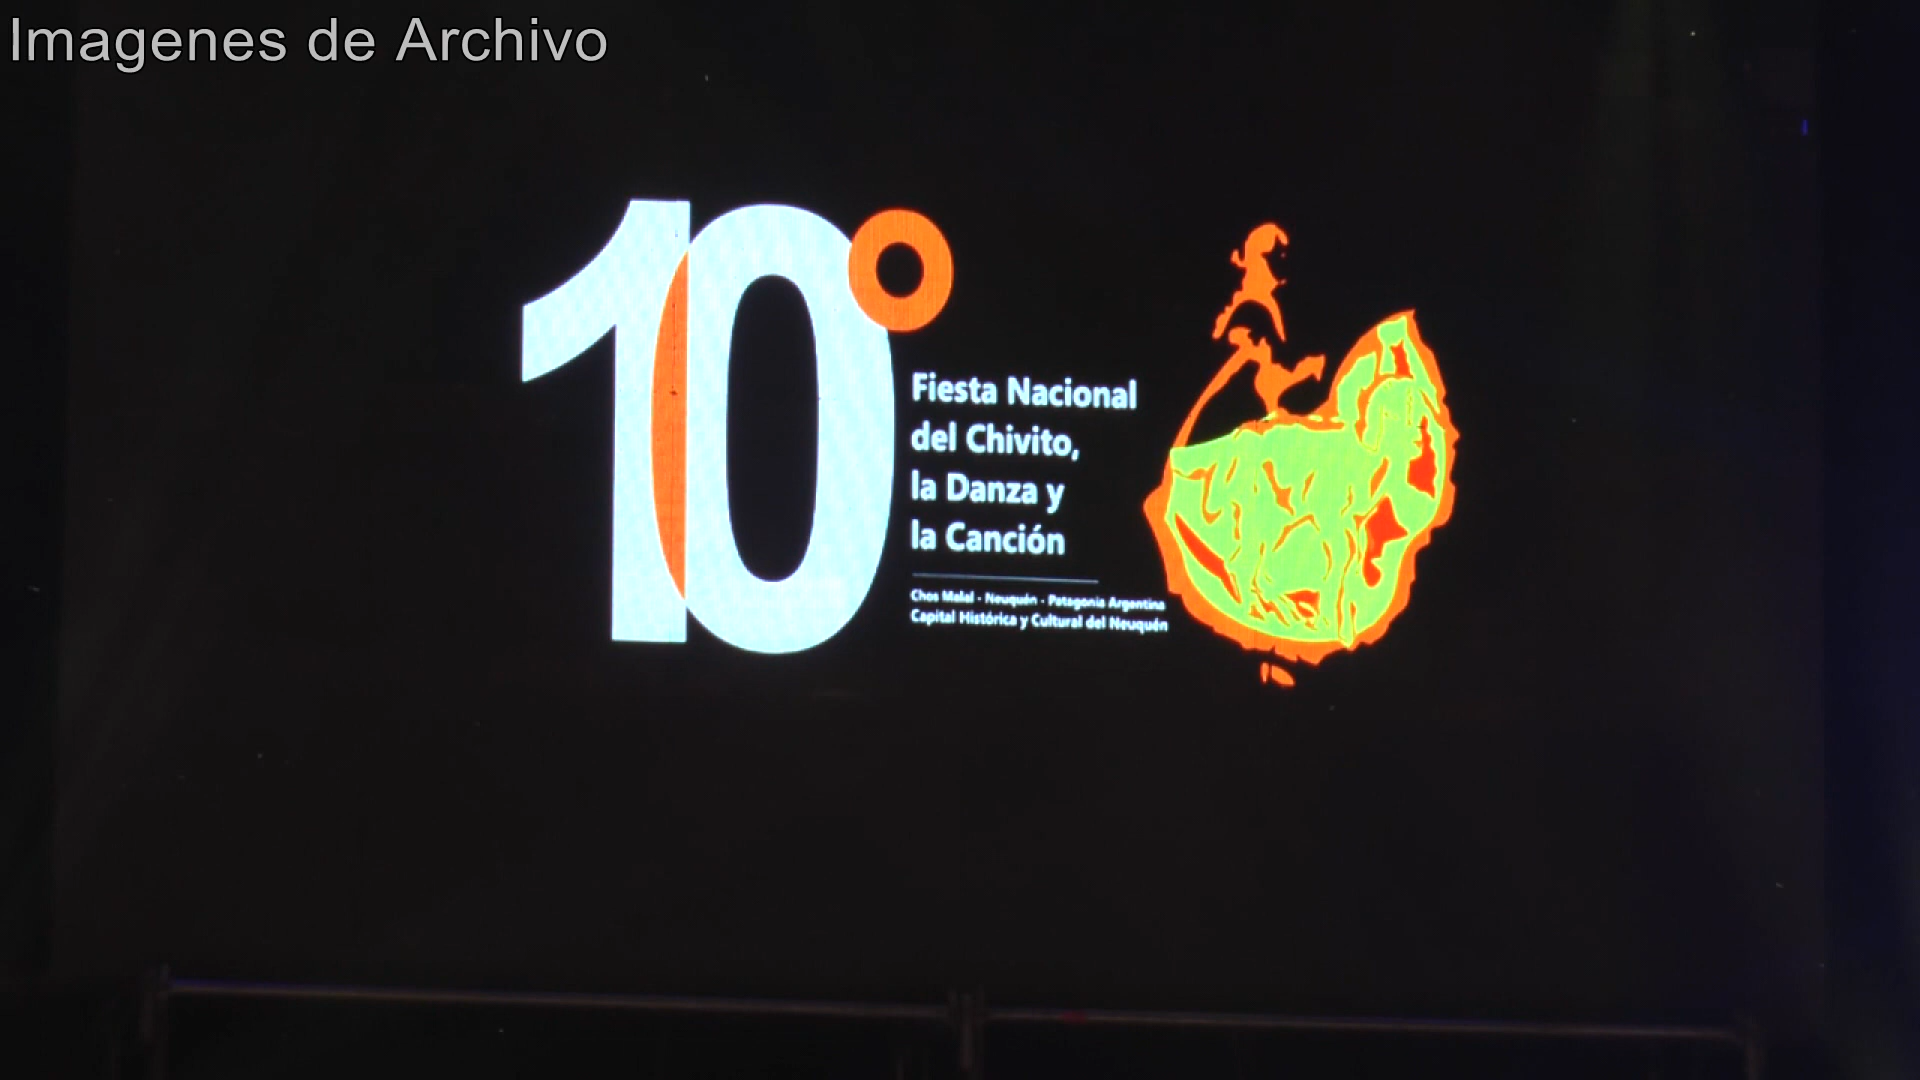 Imagenes de Archivo
10°
Fiesta Nacional
del Chivito,
la Danza y
la Canción
Chos Malal - Neuquén - Patagonia Argentina
Capital Histórica y Cultural del Neuquén